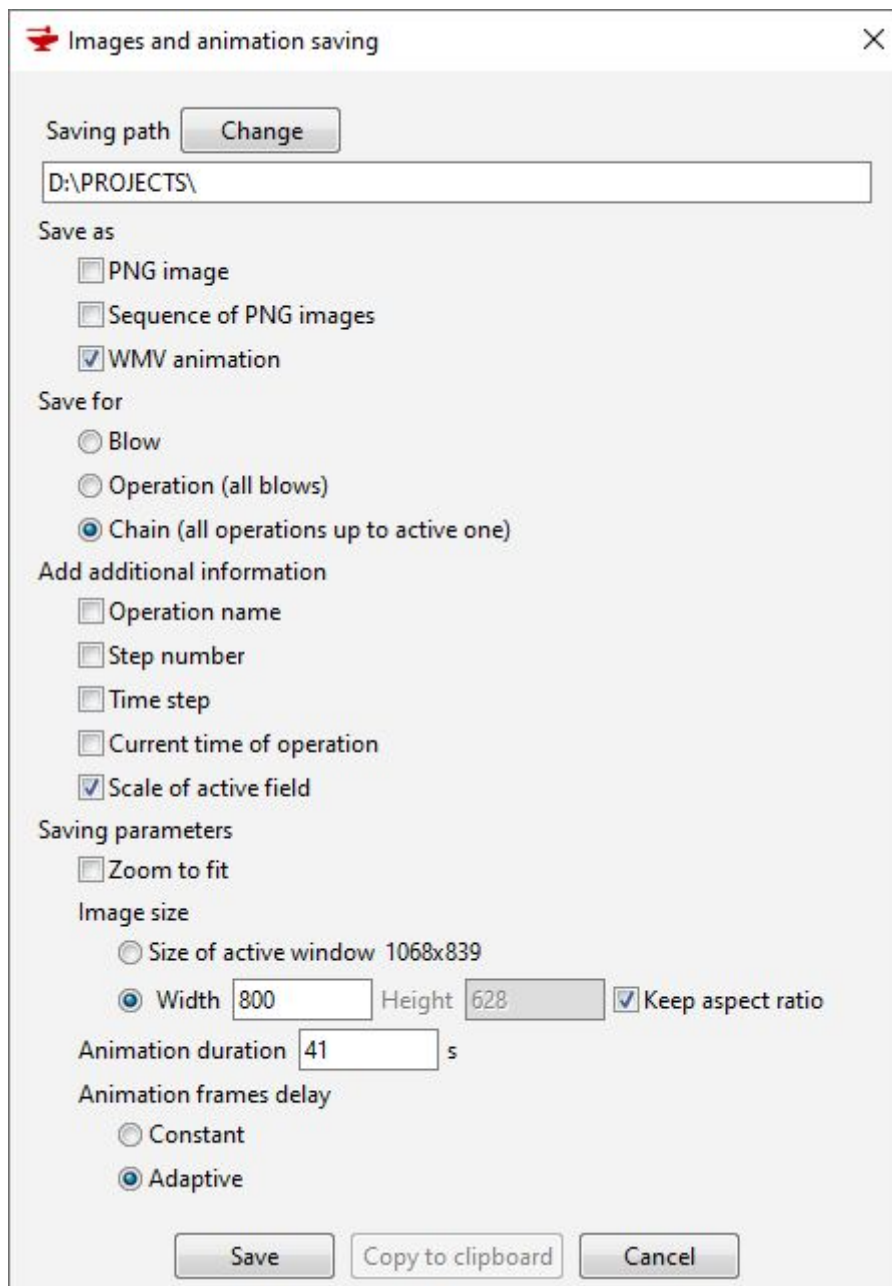 Images and animation saving
Saving path Change
D:\PROJECTS\
Save as
PNG image
Sequence of PNG images
WMV animation
Save for
Blow
Operation (all blows)
Chain (all operations up to active one)
Add additional information
Operation name
Step number
Time step
Current time of operation
Scale of active field
Saving parameters
Zoom to fit
Image size
Size of active window 1068x839
Width 800 Height 628 Keep aspect ratio
Animation duration 41 s
Animation frames delay
Constant
Adaptive
Save Copy to clipboard Cancel